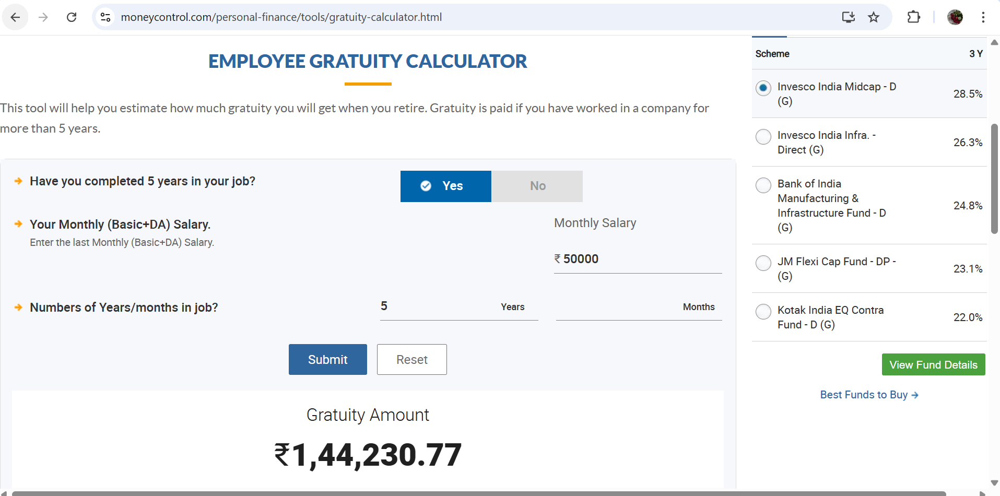 moneycontrol.com/personal-finance/tools/gratuity-calculator.html
EMPLOYEE GRATUITY CALCULATOR
This tool will help you estimate how much gratuity you will get when you retire. Gratuity is paid if you have worked in a company for
more than 5 years.
Have you completed 5 years in your job?
Yes
No
Your Monthly (Basic+DA) Salary.
Enter the last Monthly (Basic+DA) Salary.
Monthly Salary
₹ 50000
Numbers of Years/months in job?
5 Years
Months
Submit
Reset
Gratuity Amount
₹1,44,230.77
Scheme 3 Y
Invesco India Midcap - D
(G)
28.5%
Invesco India Infra. -
Direct (G)
26.3%
Bank of India
Manufacturing &
Infrastructure Fund - D
(G)
24.8%
JM Flexi Cap Fund - DP -
(G)
23.1%
Kotak India EQ Contra
Fund - D (G)
22.0%
View Fund Details
Best Funds to Buy